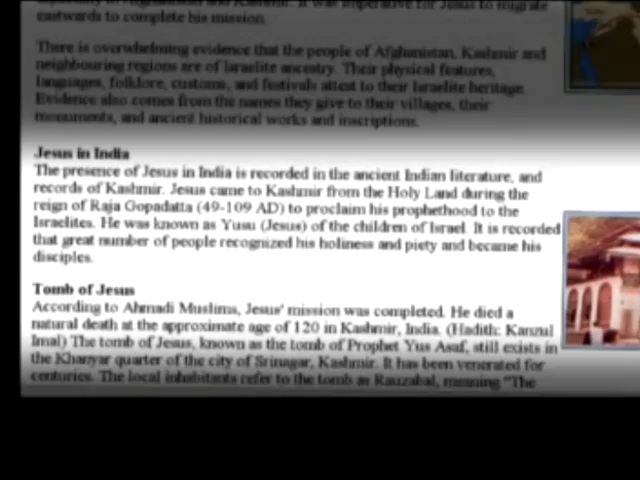 eastwards to complete his mission.
There is overwhelming evidence that the people of Afghanistan, Kashmir and
neighbouring regions are of Israelite ancestry. Their physical features,
languages, folklore, customs, and festivals attest to their Israelite heritage.
Evidence also comes from the names they give to their villages, their
monuments, and ancient historical works and inscriptions.
Jesus in India
The presence of Jesus in India is recorded in the ancient Indian literature, and
records of Kashmir. Jesus came to Kashmir from the Holy Land during the
reign of Raja Gopadatta (49-109 AD) to proclaim his prophethood to the
Israelites. He was known as Yusu (Jesus) of the children of Israel. It is recorded
that great number of people recognized his holiness and piety and became his
disciples.
Tomb of Jesus
According to Ahmadi Muslims, Jesus' mission was completed. He died a
natural death at the approximate age of 120 in Kashmir, India. (Hadith: Kanzul
Imal) The tomb of Jesus, known as the tomb of Prophet Yus Asaf, still exists in
the Khanyar quarter of the city of Srinagar, Kashmir. It has been venerated for
centuries. The local inhabitants refer to the tomb as Rauzabal, meaning "The